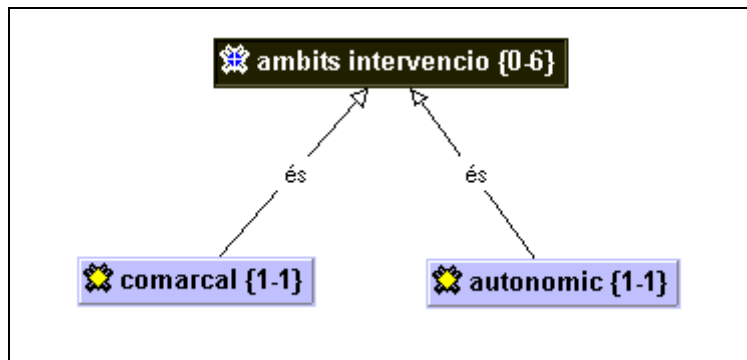 ambits intervencio {0-6}
és
és
comarcal {1-1}
autonomic {1-1}